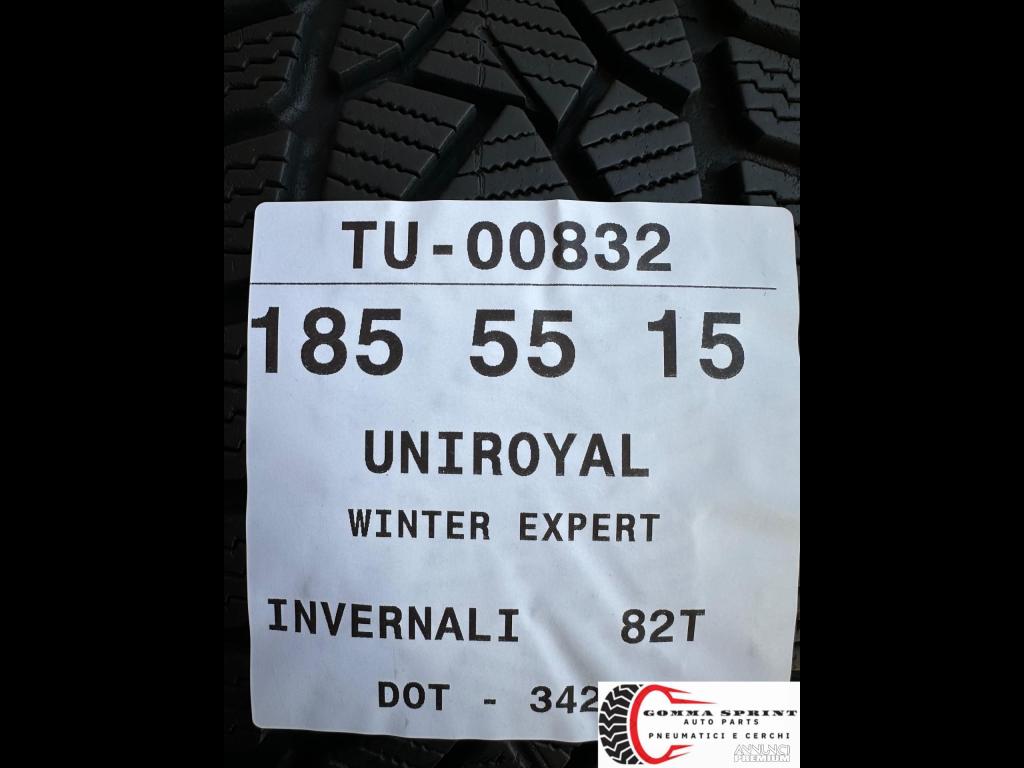 TU-00832
185 55 15
UNIROYAL
WINTER EXPERT
INVERNALI 82T
DOT - 342
GOMMA SPRINT
AUTO PARTS
PNEUMATICI E CERCHI
ANNUNCI
PREMIUM